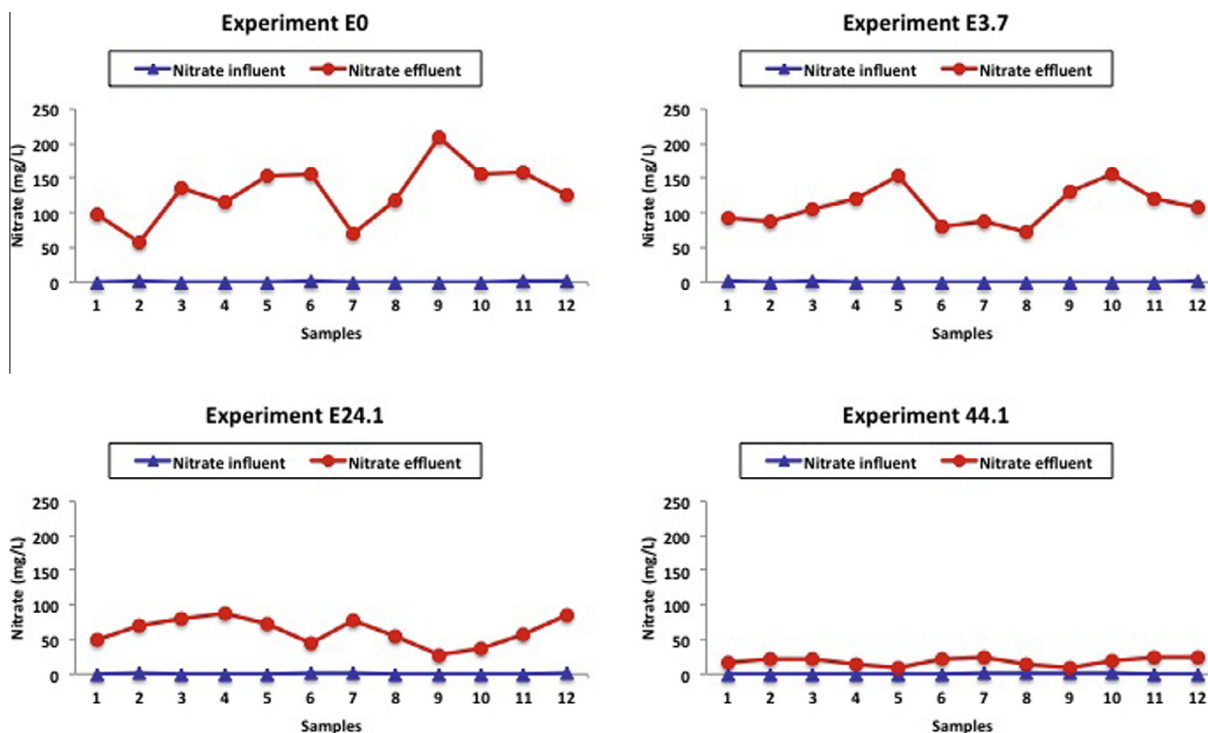 Experiment E0
Nitrate influent Nitrate effluent
Nitrate (mg/L)
250
200
150
100
50
0
1 2 3 4 5 6 7 8 9 10 11 12
Samples
Experiment E3.7
Nitrate influent Nitrate effluent
Nitrate (mg/L)
250
200
150
100
50
0
1 2 3 4 5 6 7 8 9 10 11 12
Samples
Experiment E24.1
Nitrate influent Nitrate effluent
Nitrate (mg/L)
250
200
150
100
50
0
1 2 3 4 5 6 7 8 9 10 11 12
Samples
Experiment 44.1
Nitrate influent Nitrate effluent
Nitrate (mg/L)
250
200
150
100
50
0
1 2 3 4 5 6 7 8 9 10 11 12
Samples